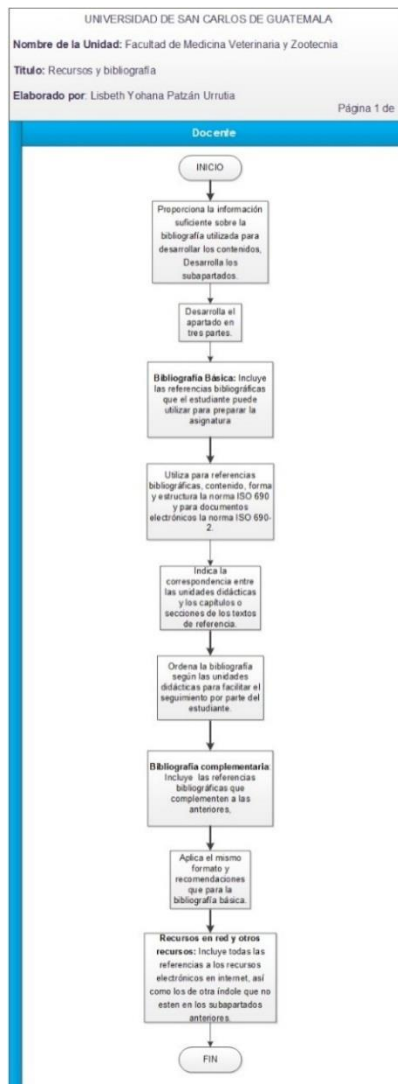 UNIVERSIDAD DE SAN CARLOS DE GUATEMALA
Nombre de la Unidad: Facultad de Medicina Veterinaria y Zootecnia
Titulo: Recursos y bibliografía
Elaborado por: Lisbeth Yohana Patzán Urrutia
Página 1 de
Docente
INICIO
Proporciona la información
suficiente sobre la
bibliografía utilizada para
desarrollar los contenidos,
Desarrolla los
subapartados.
Desarrolla el
apartado en
tres partes.
Bibliografía Básica: Incluye
las referencias bibliográficas
que el estudiante puede
utilizar para preparar la
asignatura
Utiliza para referencias
bibliográficas, contenido, forma
y estructura la norma ISO 690
y para documentos
electrónicos la norma ISO 690-
2.
Indica la
correspondencia entre
las unidades didácticas
y los capítulos o
secciones de los textos
de referencia.
Ordena la bibliografía
según las unidades
didácticas para facilitar el
seguimiento por parte del
estudiante.
Bibliografía complementaria:
Incluye las referencias
bibliográficas que
complementen a las
anteriores,
Aplica el mismo
formato y
recomendaciones
que para la
bibliografía básica.
Recursos en red y otros
recursos: Incluye todas las
referencias a los recursos
electrónicos en internet, así
como los de otra índole que no
esten en los subapartados
anteriores.
FIN